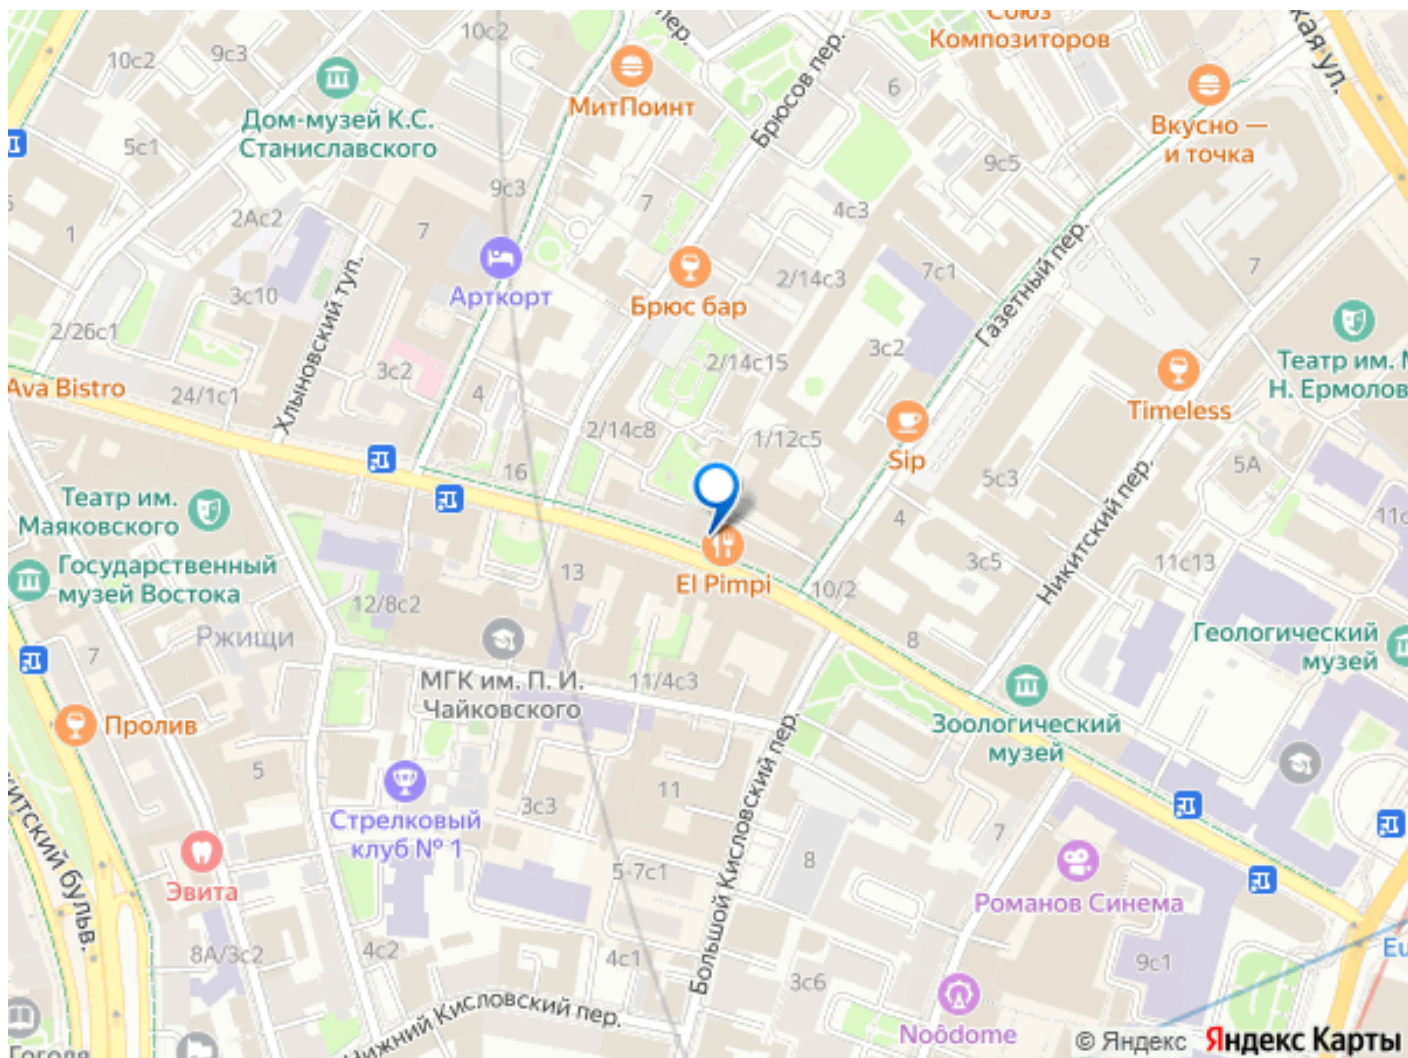 Союз
Композиторов
10с2
9с3
10с2
МитПоинт
Брюсов пер.
6
Вкусно —
и точка
Дом-музей К.С.
Станиславского
5с1
9с3
9с5
7
4с3
1
2Ас2
7
Арткорт
Брюс бар
2/14с3
7с1
Газетный пер.
7
3с10
Хлыновский туп.
2/26с1
3с2
2/14с15
3с2
Театр им.
Н. Ермолов
Timeless
Ava Bistro
24/1с1
4
2/14с8
1/12с5
Sip
5с3
5А
16
Театр им.
Маяковского
4
Никитский пер.
Государственный
музей Востока
13
El Pimpi
10/2
3с5
11с13
12/8с2
Ржищи
8
Геологический
музей
7
МГК им. П. И.
Чайковского
11/4с3
Пролив
Зоологический
музей
5
Большой Кисловский пер.
11
3с3
Стрелковый
клуб № 1
7
8
Эвита
5-7с1
Романов Синема
8А/3с2
4с2
4с1
3с6
9с1
Нижний Кисловский пер.
Noôdome
© Яндекс Яндекс Карты